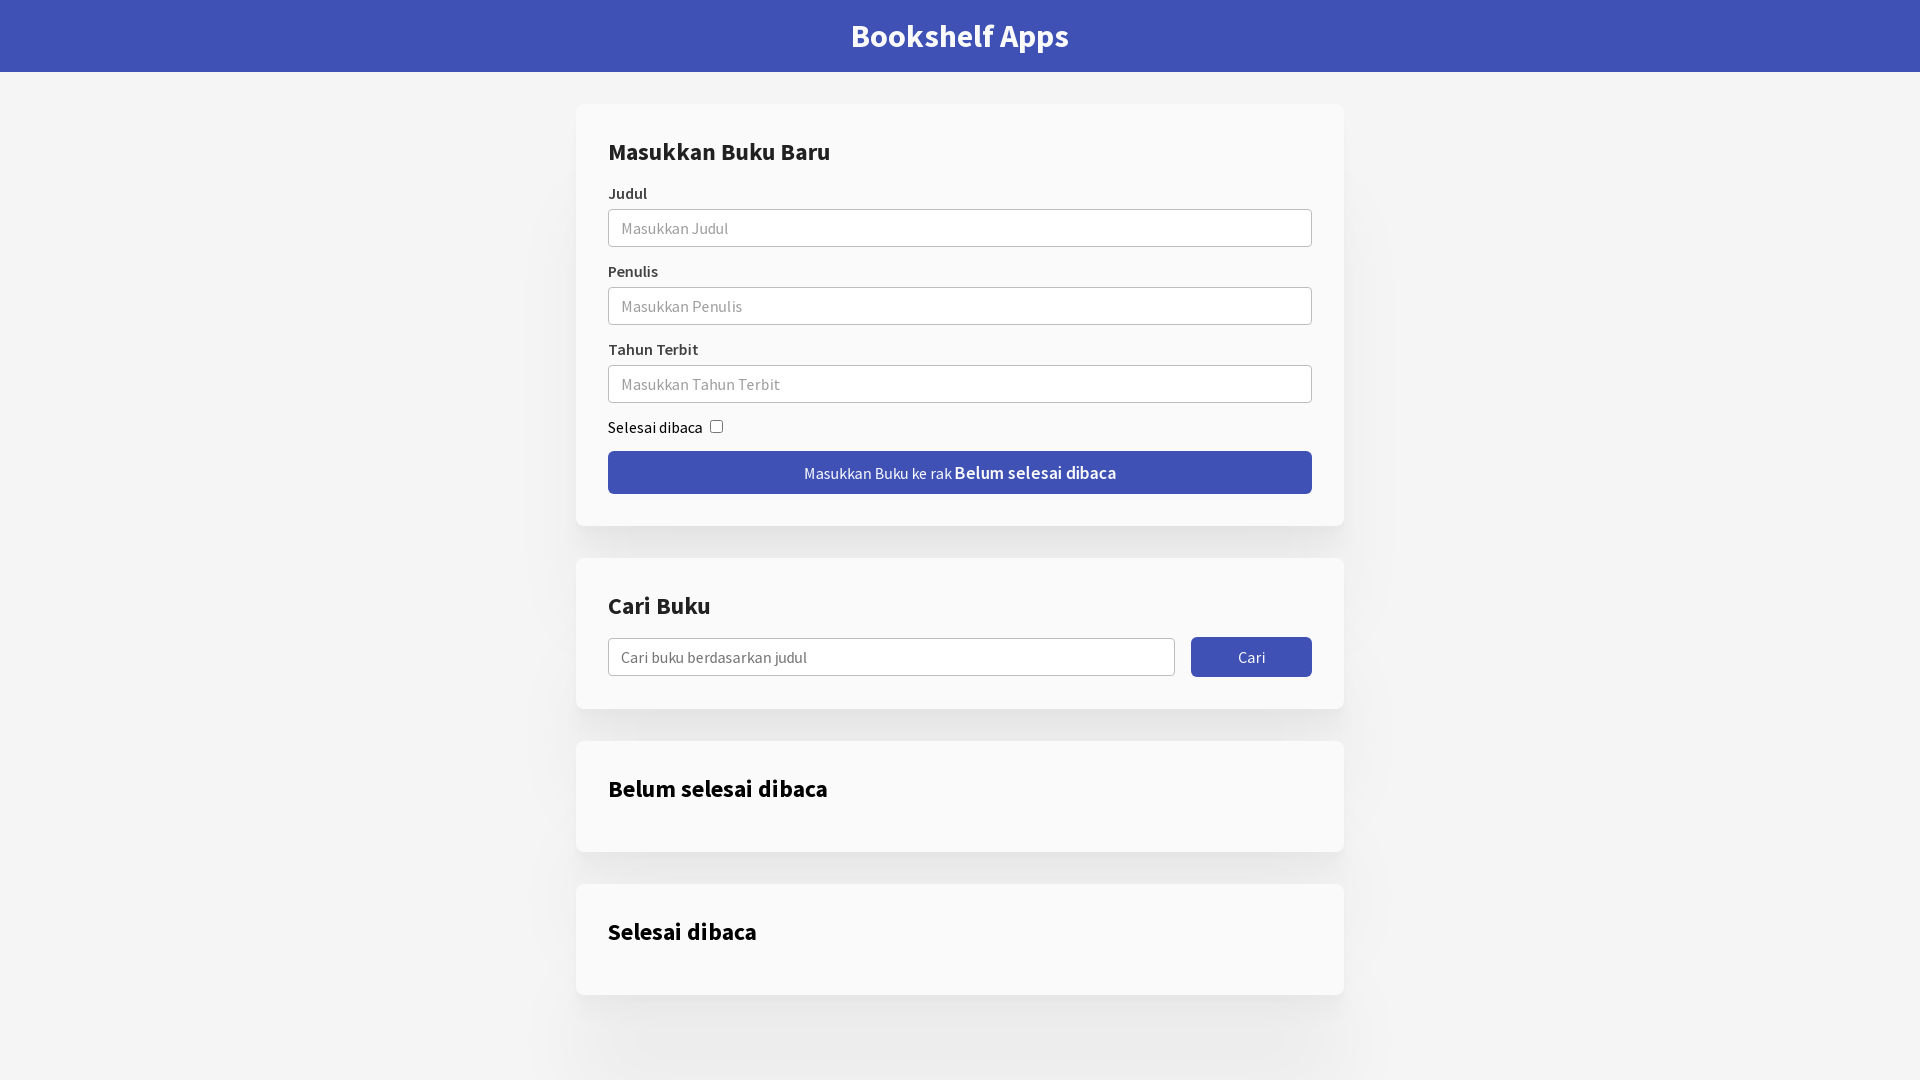 Bookshelf Apps
Masukkan Buku Baru
Judul
Masukkan Judul
Penulis
Masukkan Penulis
Tahun Terbit
Masukkan Tahun Terbit
Selesai dibaca
Masukkan Buku ke rak Belum selesai dibaca
Cari Buku
Cari buku berdasarkan judul
Cari
Belum selesai dibaca
Selesai dibaca